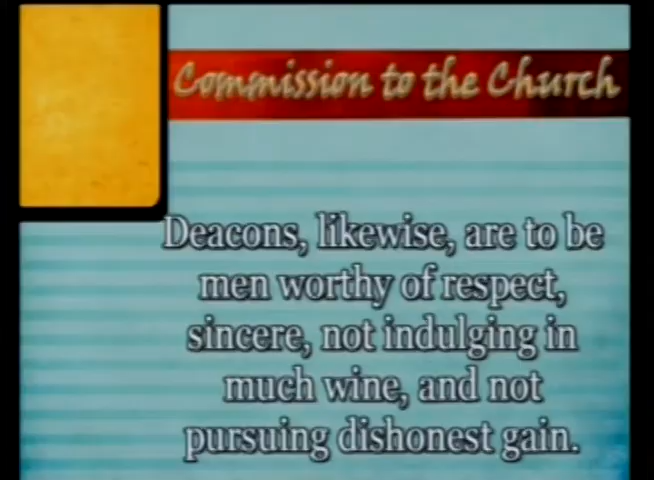 Commission to the Church
Deacons, likewise, are to be
men worthy of respect,
sincere, not indulging in
much wine, and not
pursuing dishonest gain.